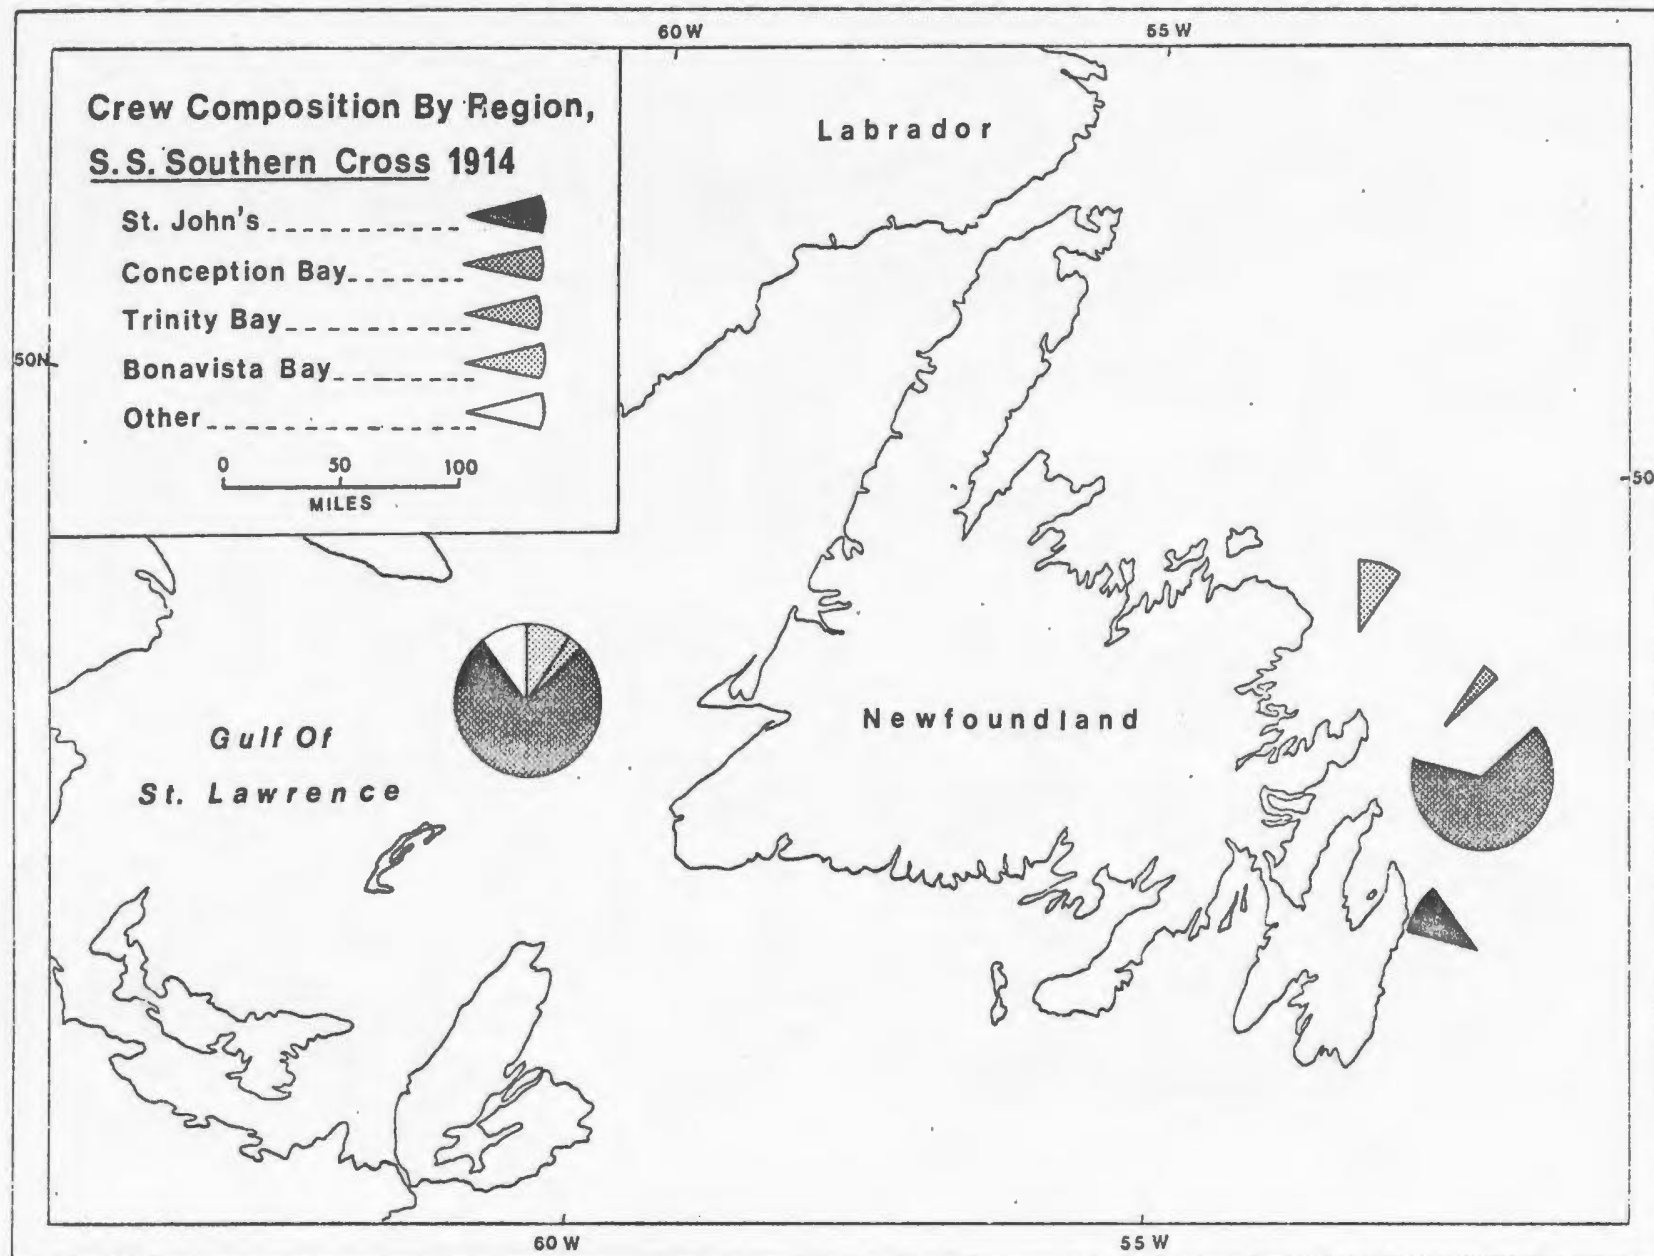 60 W 55 W
Crew Composition By Region,
S.S. Southern Cross 1914
St. John's
Conception Bay
Trinity Bay
Bonavista Bay
Other
0 50 100
MILES
Labrador
50N
50
Newfoundland
Gulf Of
St. Lawrence
60 W 55 W